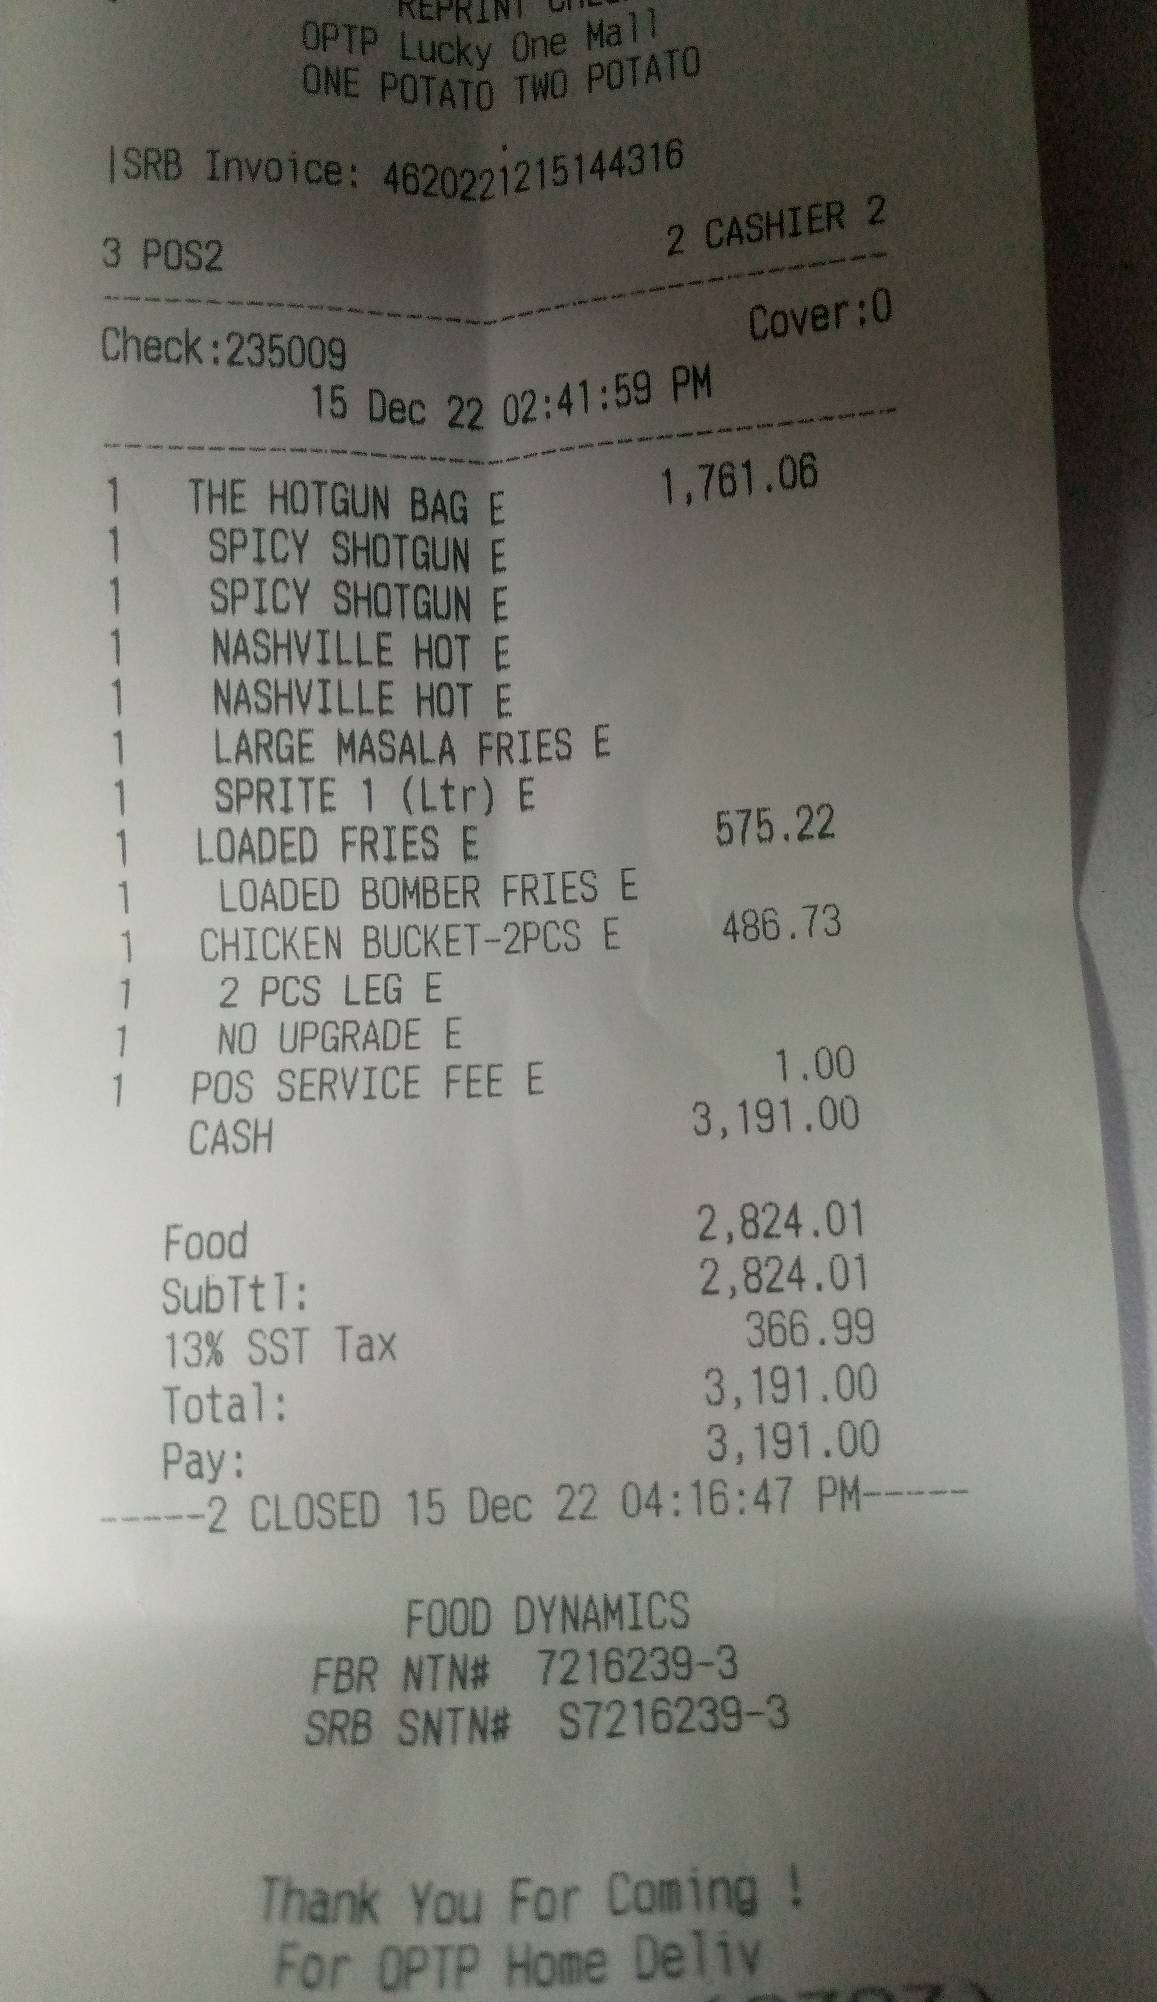 REPRINT
OPTP Lucky One Mall
ONE POTATO TWO POTATO
|SRB Invoice: 4620221215144316
3 POS2 2 CASHIER 2
Check:235009 Cover:0
15 Dec 22 02:41:59 PM
1 THE HOTGUN BAG E 1,761.06
1 SPICY SHOTGUN E
1 SPICY SHOTGUN E
1 NASHVILLE HOT E
1 NASHVILLE HOT E
1 LARGE MASALA FRIES E
1 SPRITE 1 (Ltr) E
1 LOADED FRIES E 575.22
1 LOADED BOMBER FRIES E
1 CHICKEN BUCKET-2PCS E 486.73
1 2 PCS LEG E
1 NO UPGRADE E
1 POS SERVICE FEE E 1.00
CASH 3,191.00
Food 2,824.01
SubTtl: 2,824.01
13% SST Tax 366.99
Total: 3,191.00
Pay: 3,191.00
-----2 CLOSED 15 Dec 22 04:16:47 PM-----
FOOD DYNAMICS
FBR NTN# 7216239-3
SRB SNTN# S7216239-3
Thank You For Coming !
For OPTP Home Deliv